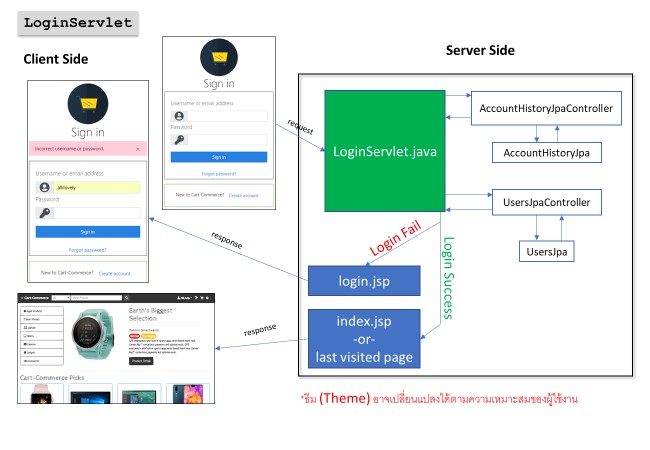 LoginServlet
Client Side
Server Side
Sign in
Username or email address
Password
Sign in
Forgot password?
New to Cart-Commerce? Create account
Sign in
Incorrect username or password. ×
Username or email address
Password
Sign in
Forgot password?
New to Cart-Commerce? Create account
request
LoginServlet.java
AccountHistoryJpaController
AccountHistoryJpa
UsersJpaController
UsersJpa
Login Fail
Login Success
response
login.jsp
index.jsp
-or-
last visited page
response
Cart-Commerce
Earth's Biggest
Selection
Cart-Commerce Picks
*ธีม (Theme) อาจเปลี่ยนแปลงได้ตามความเหมาะสมของผู้ใช้งาน